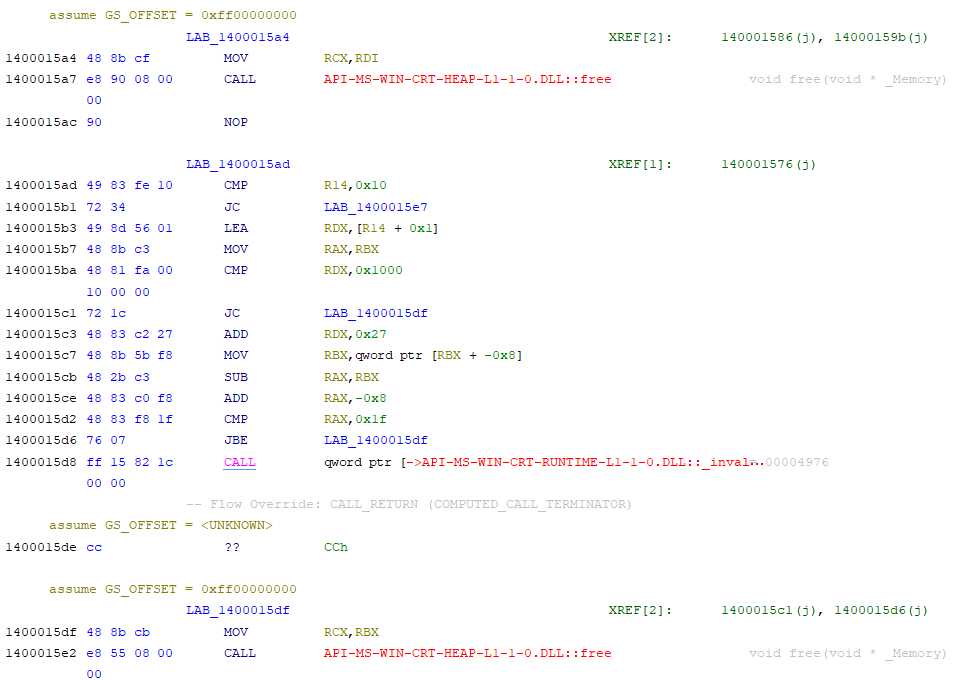 assume GS_OFFSET = 0xff00000000
LAB_1400015a4 XREF[2]: 140001586(j), 14000159b(j)
1400015a4 48 8b cf MOV RCX,RDI
1400015a7 e8 90 08 00 CALL API-MS-WIN-CRT-HEAP-L1-1-0.DLL::free void free(void * _Memory)
00
1400015ac 90 NOP
LAB_1400015ad XREF[1]: 140001576(j)
1400015ad 49 83 fe 10 CMP R14,0x10
1400015b1 72 34 JC LAB_1400015e7
1400015b3 49 8d 56 01 LEA RDX,[R14 + 0x1]
1400015b7 48 8b c3 MOV RAX,RBX
1400015ba 48 81 fa 00 CMP RDX,0x1000
10 00 00
1400015c1 72 1c JC LAB_1400015df
1400015c3 48 83 c2 27 ADD RDX,0x27
1400015c7 48 8b 5b f8 MOV RBX,qword ptr [RBX + -0x8]
1400015cb 48 2b c3 SUB RAX,RBX
1400015ce 48 83 c0 f8 ADD RAX,-0x8
1400015d2 48 83 f8 1f CMP RAX,0x1f
1400015d6 76 07 JBE LAB_1400015df
1400015d8 ff 15 82 1c CALL qword ptr [->API-MS-WIN-CRT-RUNTIME-L1-1-0.DLL::_inval... 00004976
00 00
-- Flow Override: CALL_RETURN (COMPUTED_CALL_TERMINATOR)
assume GS_OFFSET = <UNKNOWN>
1400015de cc ?? CCh
assume GS_OFFSET = 0xff00000000
LAB_1400015df XREF[2]: 1400015c1(j), 1400015d6(j)
1400015df 48 8b cb MOV RCX,RBX
1400015e2 e8 55 08 00 CALL API-MS-WIN-CRT-HEAP-L1-1-0.DLL::free void free(void * _Memory)
00